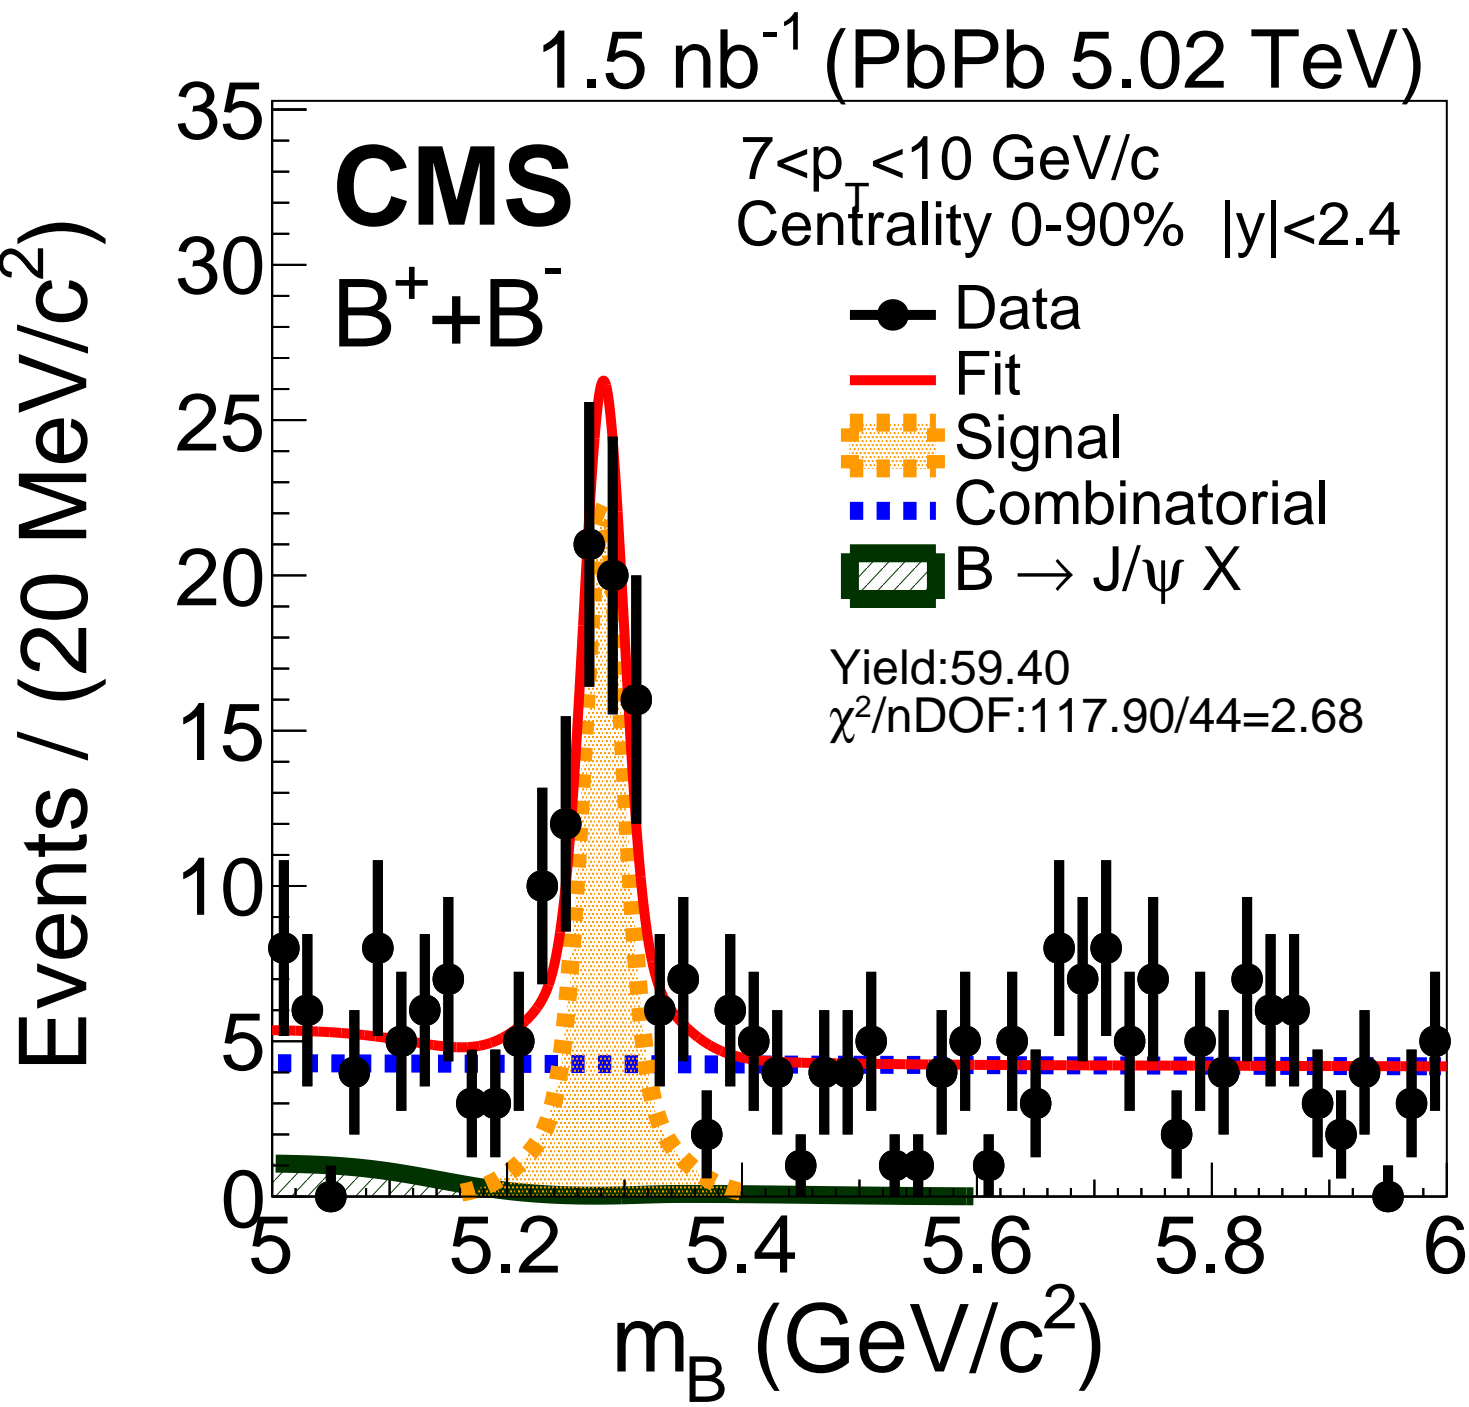 1.5 nb⁻¹ (PbPb 5.02 TeV)
CMS
B⁺+B⁻
7<p_T<10 GeV/c
Centrality 0-90% |y|<2.4
Data
Fit
Signal
Combinatorial
B → J/ψ X
Yield:59.40
χ²/nDOF:117.90/44=2.68
Events / (20 MeV/c²)
35
30
25
20
15
10
5
0
5 5.2 5.4 5.6 5.8 6
m_B (GeV/c²)